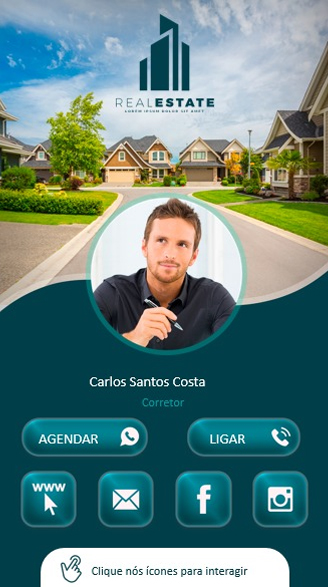 REALESTATE
LOREM IPSUM DOLOR SIT AMET
Carlos Santos Costa
Corretor
AGENDAR
LIGAR
WWW
Clique nós ícones para interagir